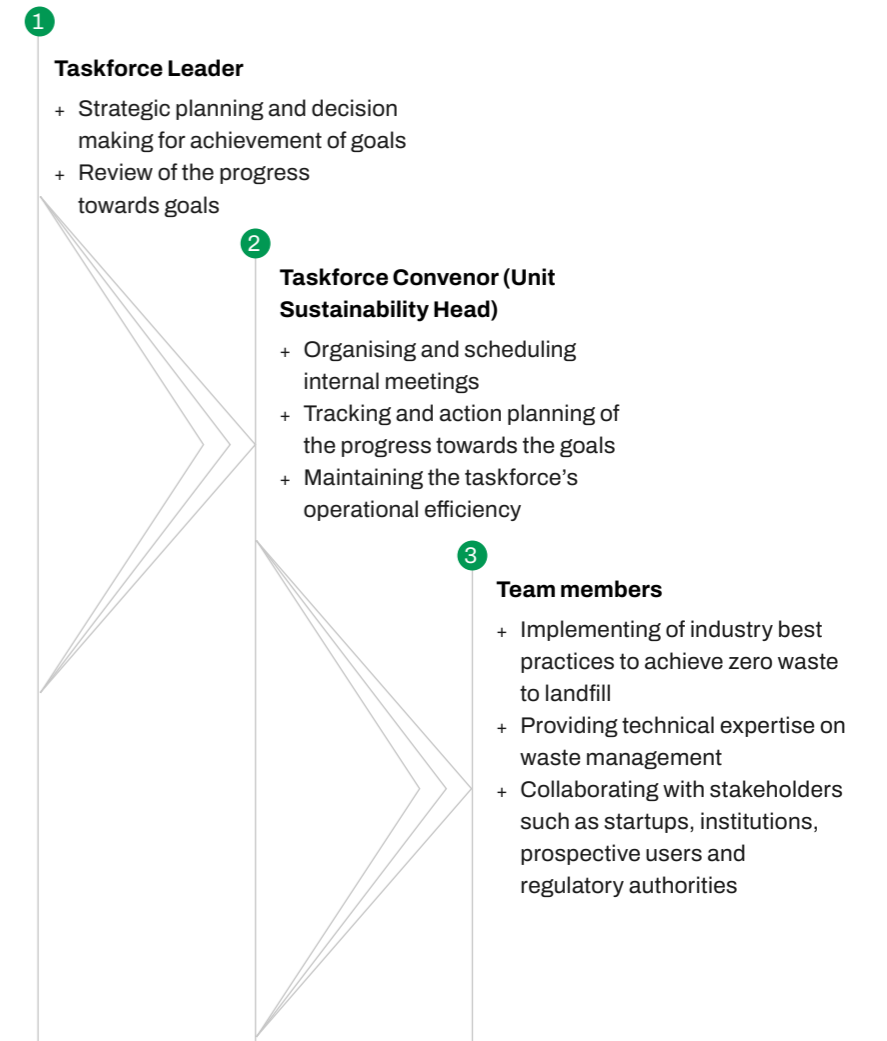 1
Taskforce Leader
+ Strategic planning and decision
making for achievement of goals
+ Review of the progress
towards goals
2
Taskforce Convenor (Unit
Sustainability Head)
+ Organising and scheduling
internal meetings
+ Tracking and action planning of
the progress towards the goals
+ Maintaining the taskforce's
operational efficiency
3
Team members
+ Implementing of industry best
practices to achieve zero waste
to landfill
+ Providing technical expertise on
waste management
+ Collaborating with stakeholders
such as startups, institutions,
prospective users and
regulatory authorities